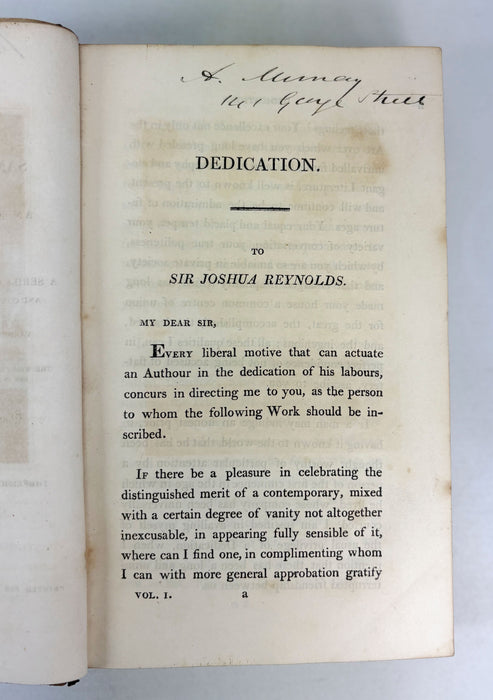 A. Murray
Street
DEDICATION.
TO
SIR JOSHUA REYNOLDS.
MY DEAR SIR,
EVERY liberal motive that can actuate
an Authour in the dedication of his labours,
concurs in directing me to you, as the person
to whom the following Work should be in-
scribed.
IF there be a pleasure in celebrating the
distinguished merit of a contemporary, mixed
with a certain degree of vanity not altogether
inexcusable, in appearing fully sensible of it,
where can I find one, in complimenting whom
I can with more general approbation gratify
VOL. I. a